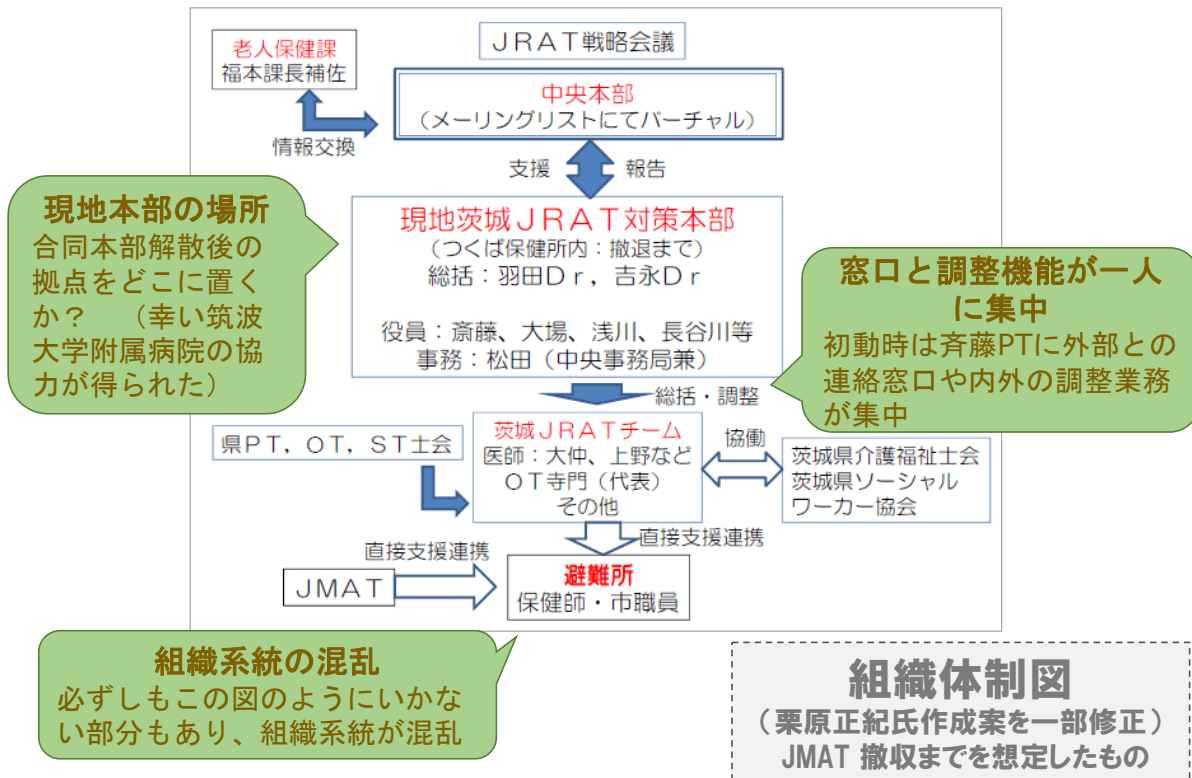 JRAT戦略会議
老人保健課
福本課長補佐
中央本部
(メーリングリストにてバーチャル)
情報交換
支援
報告
現地本部の場所
合同本部解散後の
拠点をどこに置く
か? (幸い筑波
大学附属病院の協
力が得られた)
現地茨城JRAT対策本部
(つくば保健所内:撤退まで)
総括:羽田Dr,吉永Dr
役員:斎藤、大場、浅川、長谷川等
事務:松田(中央事務局兼)
窓口と調整機能が一人
に集中
初動時は斉藤PTに外部との
連絡窓口や内外の調整業務
が集中
総括・調整
県PT,OT,ST士会
茨城JRATチーム
医師:大仲、上野など
OT寺門(代表)
その他
協働
茨城県介護福祉士会
茨城県ソーシャル
ワーカー協会
直接支援連携
直接支援連携
JMAT
避難所
保健師・市職員
組織系統の混乱
必ずしもこの図のようにいかな
い部分もあり、組織系統が混乱
組織体制図
(栗原正紀氏作成案を一部修正)
JMAT 撤収までを想定したもの